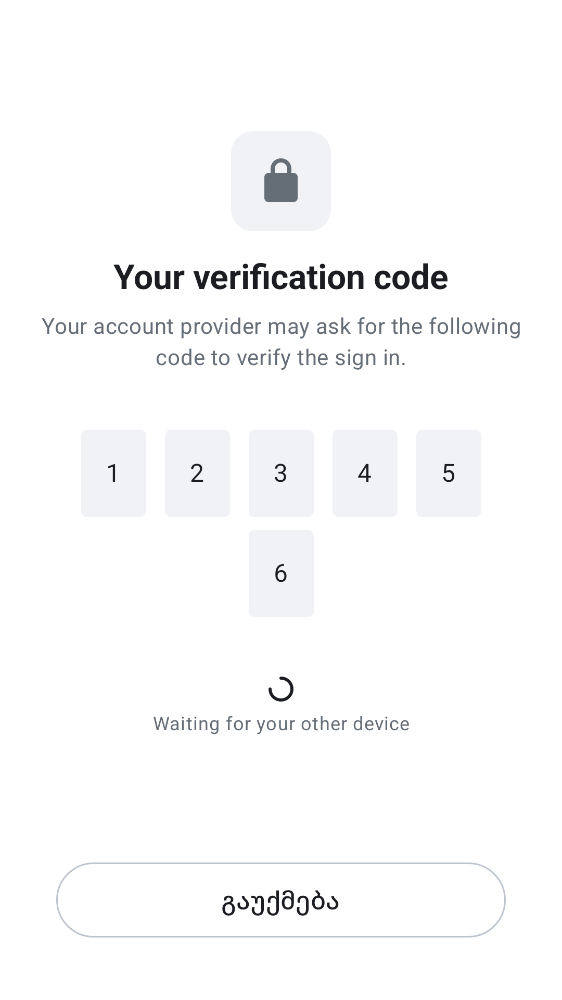 Your verification code
Your account provider may ask for the following
code to verify the sign in.
1 2 3 4 5
6
Waiting for your other device
გაუქმება